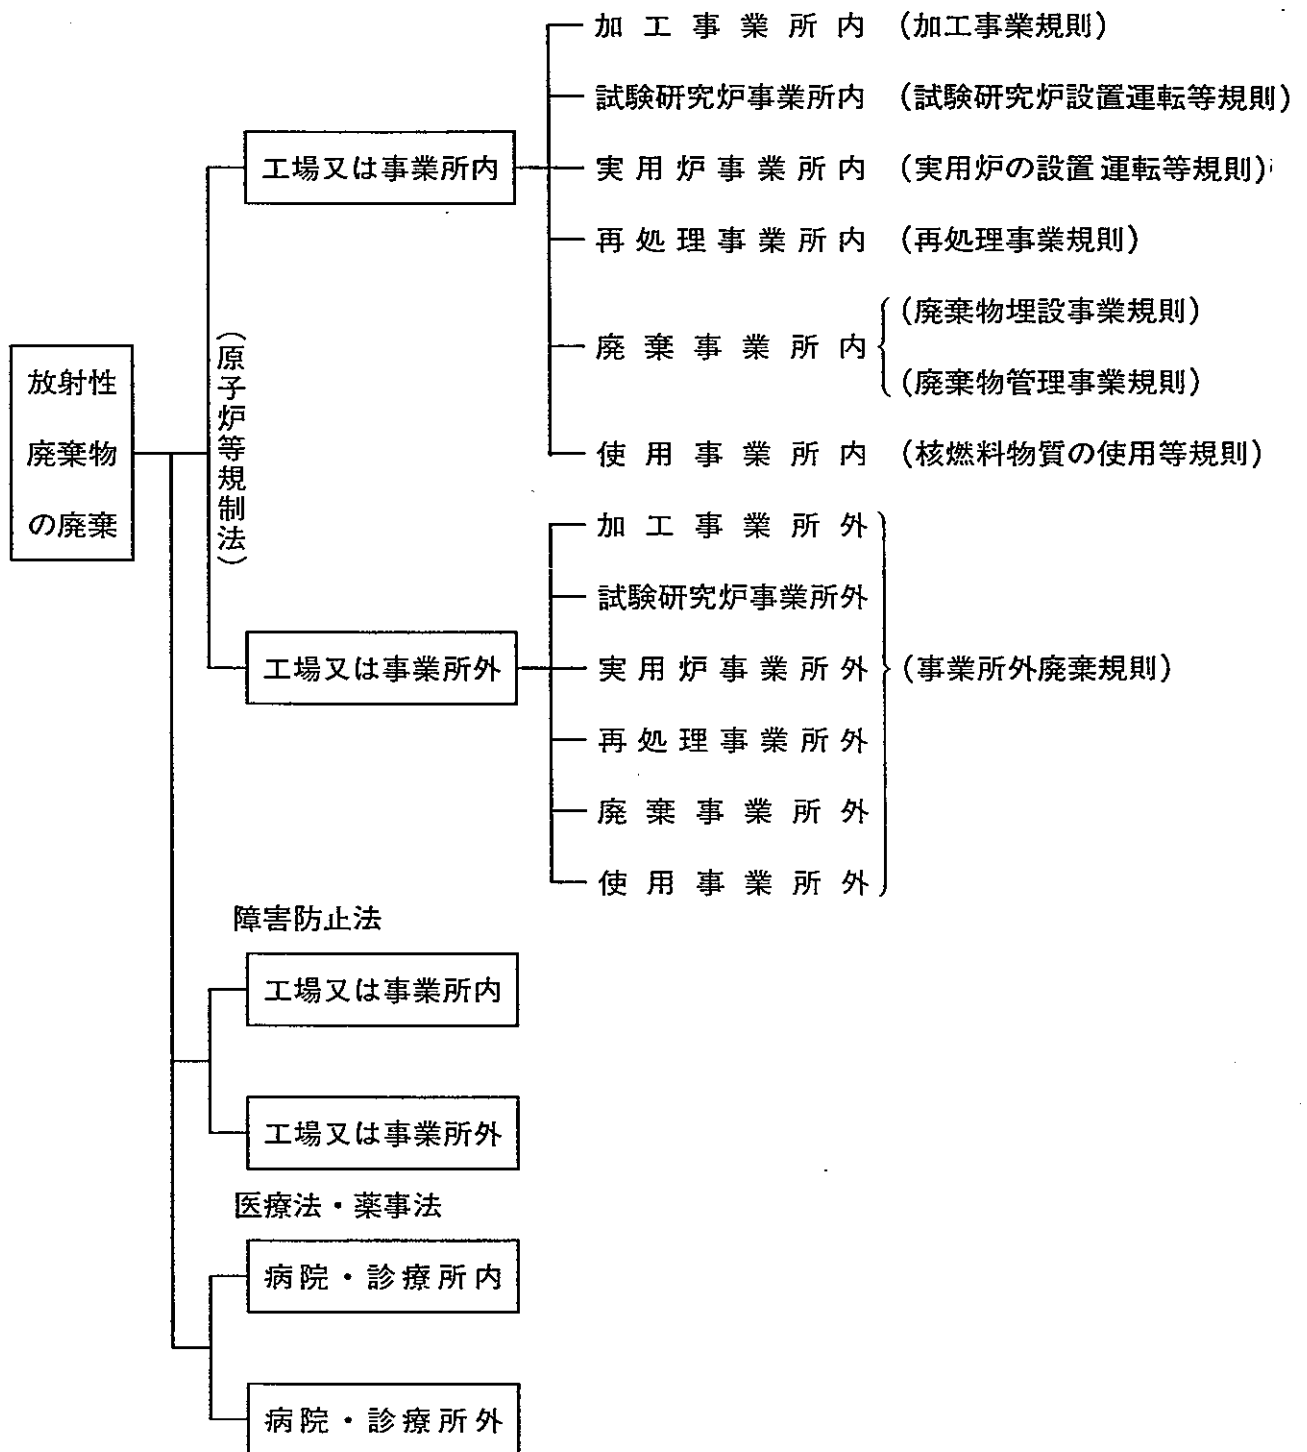 放射性
廃棄物
の廃棄
(原子炉等規制法)
工場又は事業所内
加工事業所内 (加工事業規則)
試験研究炉事業所内 (試験研究炉設置運転等規則)
実用炉事業所内 (実用炉の設置運転等規則)
再処理事業所内 (再処理事業規則)
廃棄事業所内
(廃棄物埋設事業規則)
(廃棄物管理事業規則)
使用事業所内 (核燃料物質の使用等規則)
工場又は事業所外
加工事業所外
試験研究炉事業所外
実用炉事業所外 (事業所外廃棄規則)
再処理事業所外
廃棄事業所外
使用事業所外
障害防止法
工場又は事業所内
工場又は事業所外
医療法・薬事法
病院・診療所内
病院・診療所外